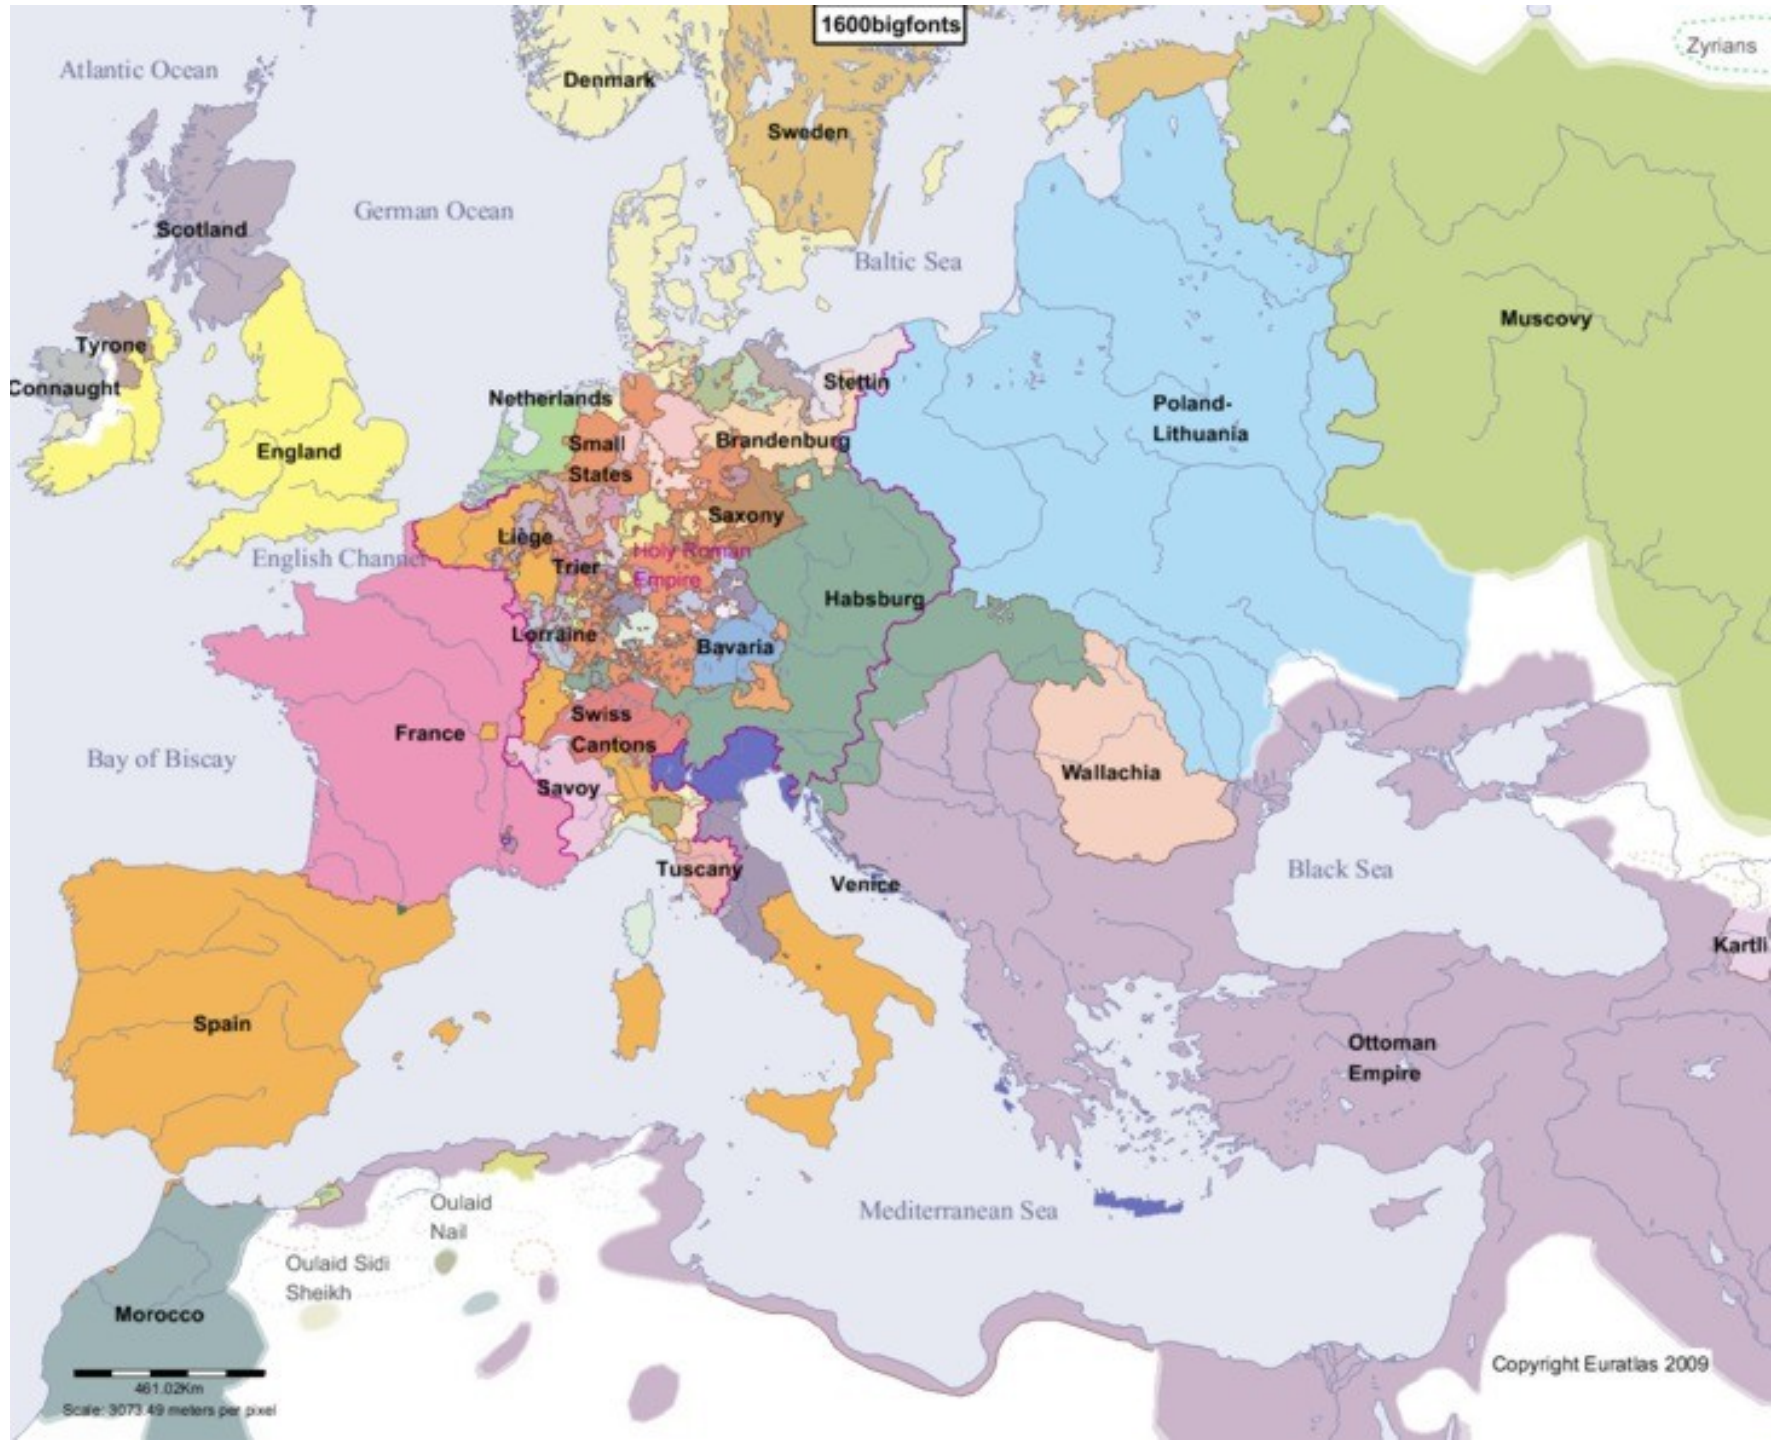 1600bigfonts
Zyrians
Atlantic Ocean
Denmark
Sweden
German Ocean
Scotland
Baltic Sea
Muscovy
Tyrone
Connaught
Netherlands
Stettin
Poland-
Lithuania
England
Small
States
Brandenburg
Saxony
English Channel
Liège
Trier
Holy Roman
Empire
Habsburg
Lorraine
Bavaria
France
Swiss
Cantons
Bay of Biscay
Savoy
Wallachia
Tuscany
Venice
Black Sea
Kartli
Spain
Ottoman
Empire
Mediterranean Sea
Oulaid
Nail
Oulaid Sidi
Sheikh
Morocco
461.02Km
Scale: 3073.49 meters per pixel
Copyright Euratlas 2009